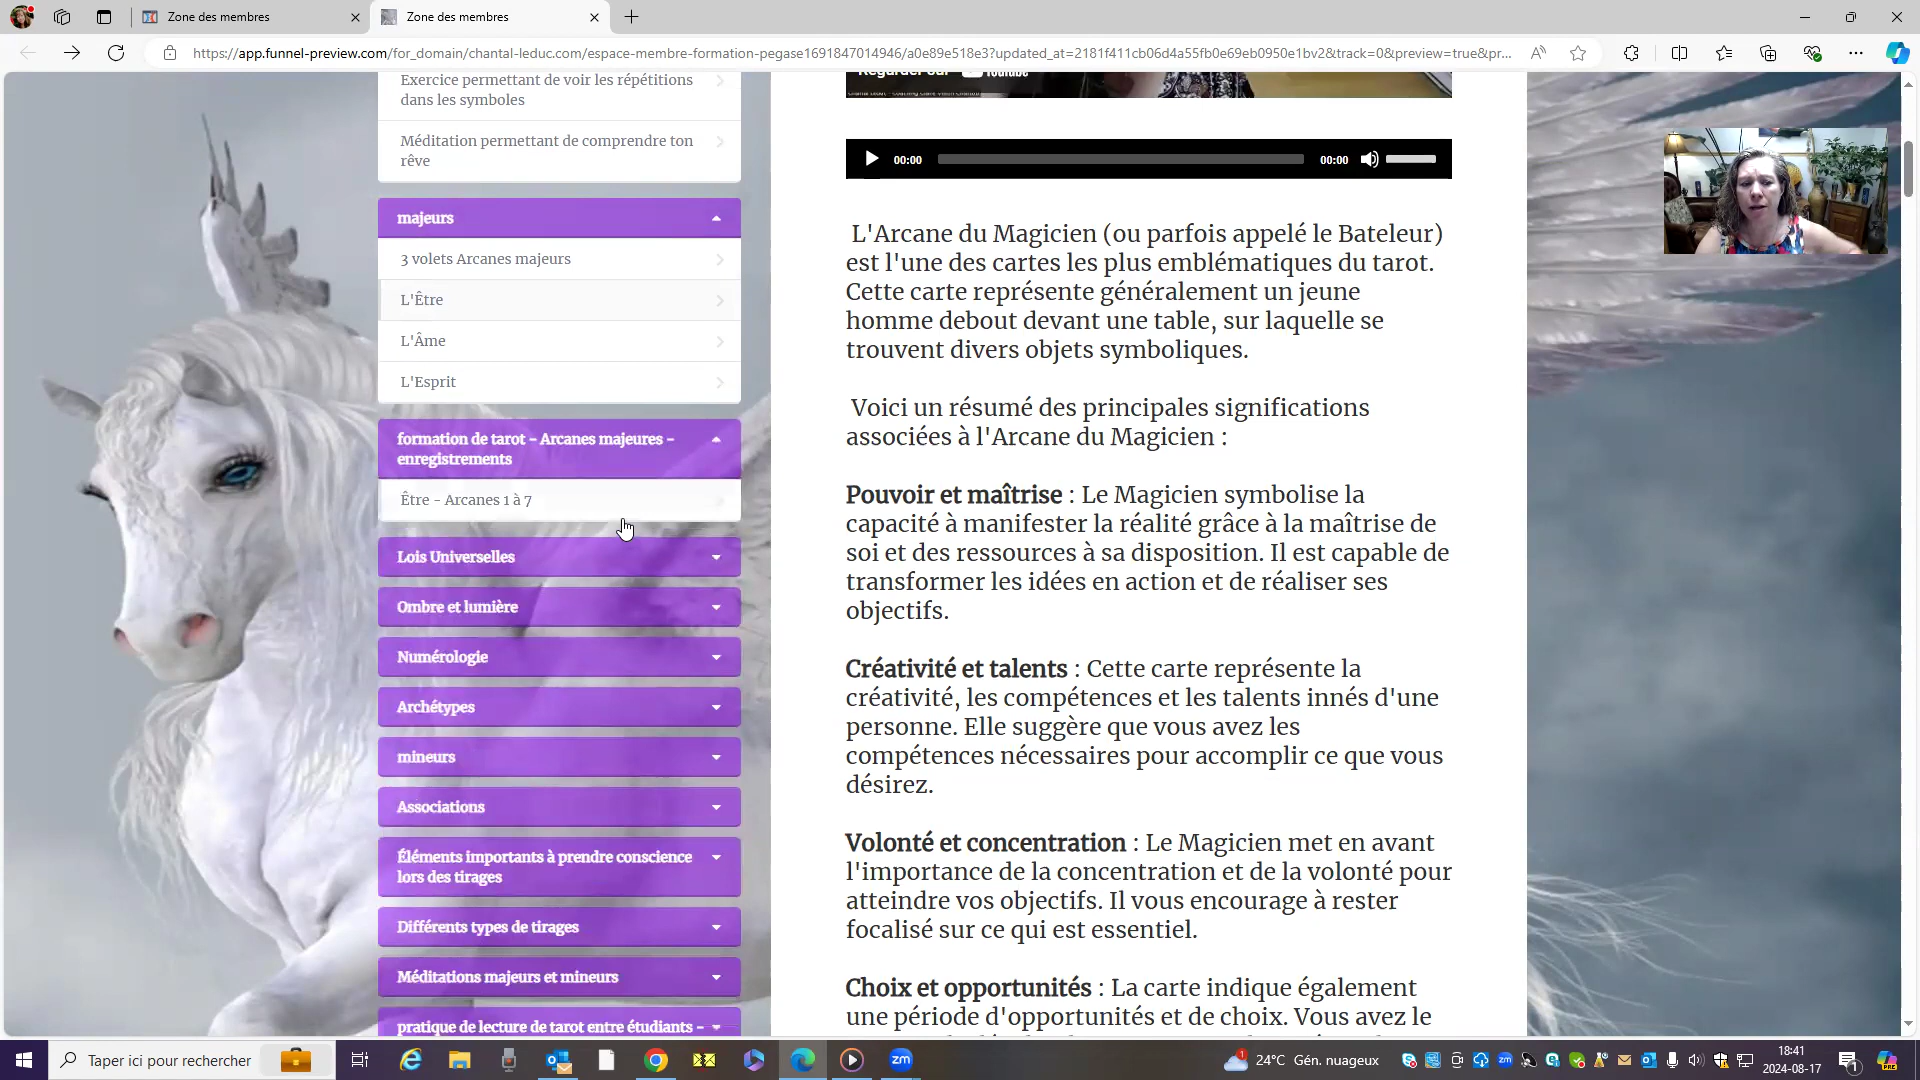 Zone des membres
Zone des membres
https://app.funnel-preview.com/for_domain/chantal-leduc.com/espace-membre-formation-pegase1691847014946/a0e89e518e3?updated_at=2181f411cb06d4a55fb0e69eb0950e1bv2&track=0&preview=true&pr...
Exercice permettant de voir les répétitions
dans les symboles
Méditation permettant de comprendre ton
rêve
majeurs
3 volets Arcanes majeurs
L'Être
L'Âme
L'Esprit
formation de tarot - Arcanes majeures -
enregistrements
Être - Arcanes 1 à 7
Lois Universelles
Ombre et lumière
Numérologie
Archétypes
mineurs
Associations
Éléments importants à prendre conscience
lors des tirages
Différents types de tirages
Méditations majeurs et mineurs
pratique de lecture de tarot entre étudiants -
Regarder sur YouTube
00:00
00:00
L'Arcane du Magicien (ou parfois appelé le Bateleur)
est l'une des cartes les plus emblématiques du tarot.
Cette carte représente généralement un jeune
homme debout devant une table, sur laquelle se
trouvent divers objets symboliques.
Voici un résumé des principales significations
associées à l'Arcane du Magicien :
Pouvoir et maîtrise : Le Magicien symbolise la
capacité à manifester la réalité grâce à la maîtrise de
soi et des ressources à sa disposition. Il est capable de
transformer les idées en action et de réaliser ses
objectifs.
Créativité et talents : Cette carte représente la
créativité, les compétences et les talents innés d'une
personne. Elle suggère que vous avez les
compétences nécessaires pour accomplir ce que vous
désirez.
Volonté et concentration : Le Magicien met en avant
l'importance de la concentration et de la volonté pour
atteindre vos objectifs. Il vous encourage à rester
focalisé sur ce qui est essentiel.
Choix et opportunités : La carte indique également
une période d'opportunités et de choix. Vous avez le
Taper ici pour rechercher
zm
24°C Gén. nuageux
18:41
2024-08-17